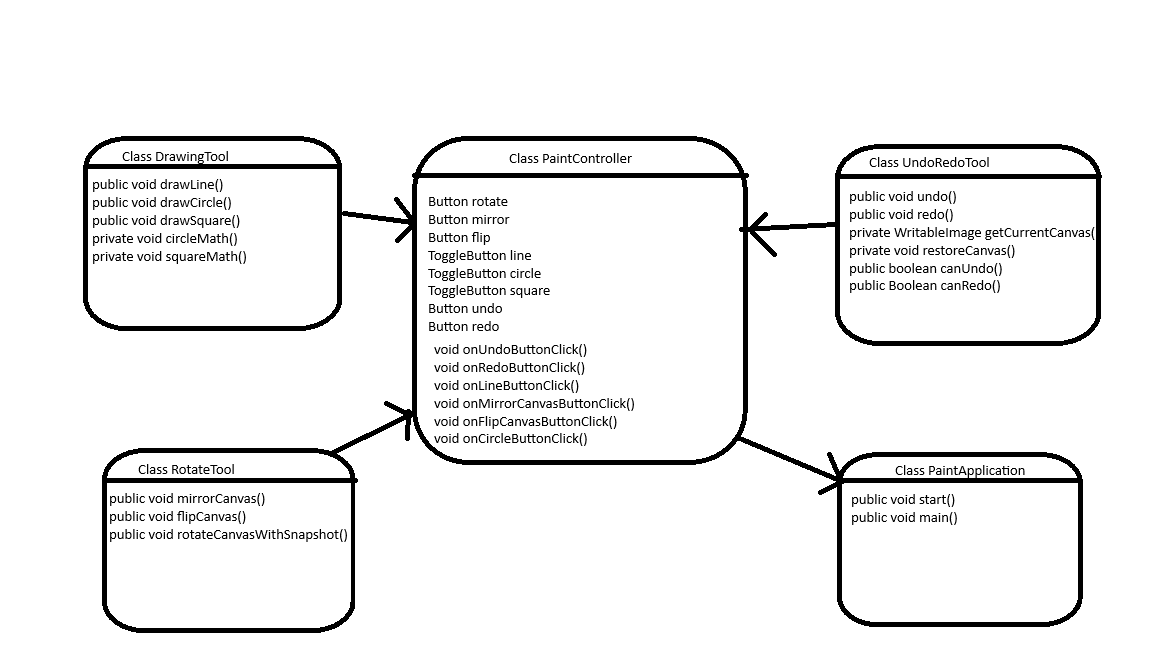 Class DrawingTool
public void drawLine()
public void drawCircle()
public void drawSquare()
private void circleMath()
private void squareMath()
Class PaintController
Button rotate
Button mirror
Button flip
ToggleButton line
ToggleButton circle
ToggleButton square
Button undo
Button redo
void onUndoButtonClick()
void onRedoButtonClick()
void onLineButtonClick()
void onMirrorCanvasButtonClick()
void onFlipCanvasButtonClick()
void onCircleButtonClick()
Class UndoRedoTool
public void undo()
public void redo()
private WritableImage getCurrentCanvas(
private void restoreCanvas()
public boolean canUndo()
public Boolean canRedo()
Class RotateTool
public void mirrorCanvas()
public void flipCanvas()
public void rotateCanvasWithSnapshot()
Class PaintApplication
public void start()
public void main()